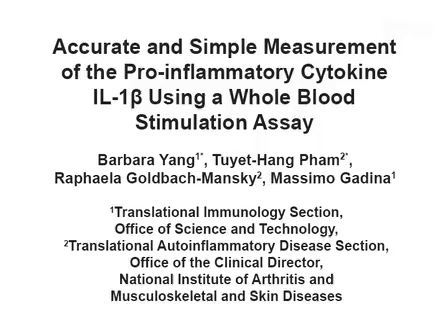 Accurate and Simple Measurement
of the Pro-inflammatory Cytokine
IL-1β Using a Whole Blood
Stimulation Assay
Barbara Yang¹*, Tuyet-Hang Pham²*,
Raphaela Goldbach-Mansky², Massimo Gadina¹
¹Translational Immunology Section,
Office of Science and Technology,
²Translational Autoinflammatory Disease Section,
Office of the Clinical Director,
National Institute of Arthritis and
Musculoskeletal and Skin Diseases